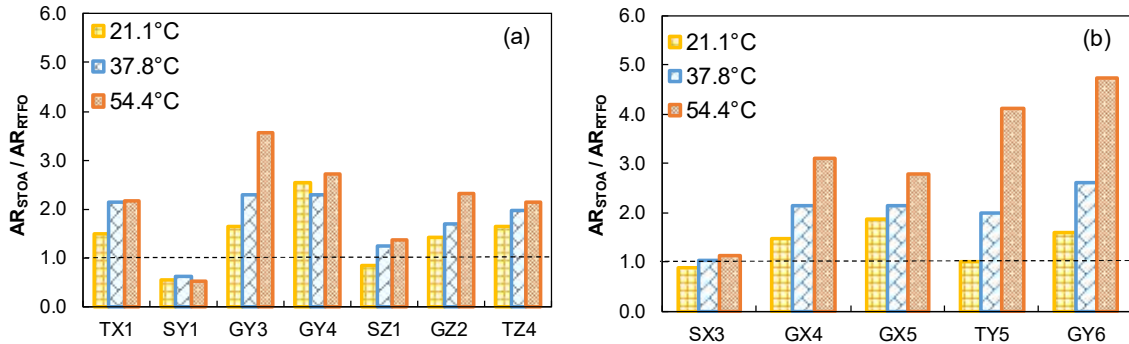 6.0
5.0
4.0
3.0
2.0
1.0
0.0
AR_STOA / AR_RTFO
21.1°C
37.8°C
54.4°C
(a)
TX1 SY1 GY3 GY4 SZ1 GZ2 TZ4
6.0
5.0
4.0
3.0
2.0
1.0
0.0
AR_STOA / AR_RTFO
21.1°C
37.8°C
54.4°C
(b)
SX3 GX4 GX5 TY5 GY6